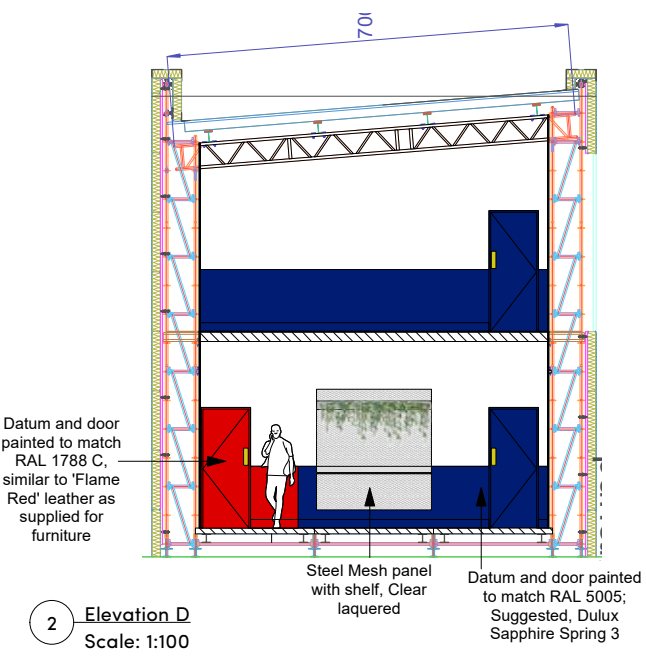 Datum and door
painted to match
RAL 1788 C,
similar to 'Flame
Red' leather as
supplied for
furniture
Steel Mesh panel
with shelf, Clear
laquered
Datum and door painted
to match RAL 5005;
Suggested, Dulux
Sapphire Spring 3
2
Elevation D
Scale: 1:100